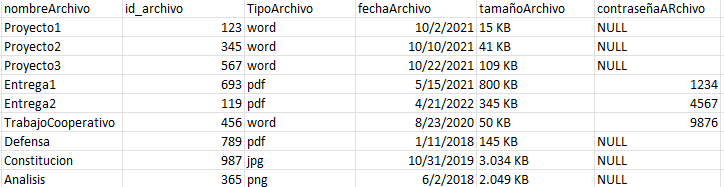 nombreArchivo id_archivo TipoArchivo fechaArchivo tamañoArchivo contraseñaARchivo
Proyecto1 123 word 10/2/2021 15 KB NULL
Proyecto2 345 word 10/10/2021 41 KB NULL
Proyecto3 567 word 10/22/2021 109 KB NULL
Entrega1 693 pdf 5/15/2021 800 KB 1234
Entrega2 119 pdf 4/21/2022 345 KB 4567
TrabajoCooperativo 456 word 8/23/2020 50 KB 9876
Defensa 789 pdf 1/11/2018 145 KB NULL
Constitucion 987 jpg 10/31/2019 3.034 KB NULL
Analisis 365 png 6/2/2018 2.049 KB NULL